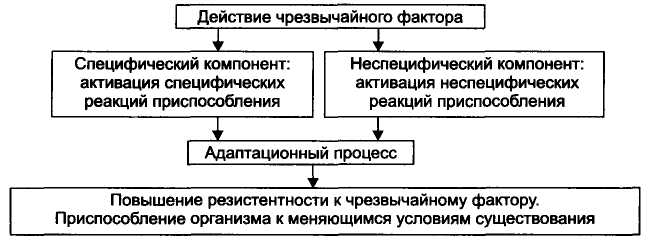 Действие чрезвычайного фактора
Специфический компонент:
активация специфических
реакций приспособления
Неспецифический компонент:
активация неспецифических
реакций приспособления
Адаптационный процесс
Повышение резистентности к чрезвычайному фактору.
Приспособление организма к меняющимся условиям существования